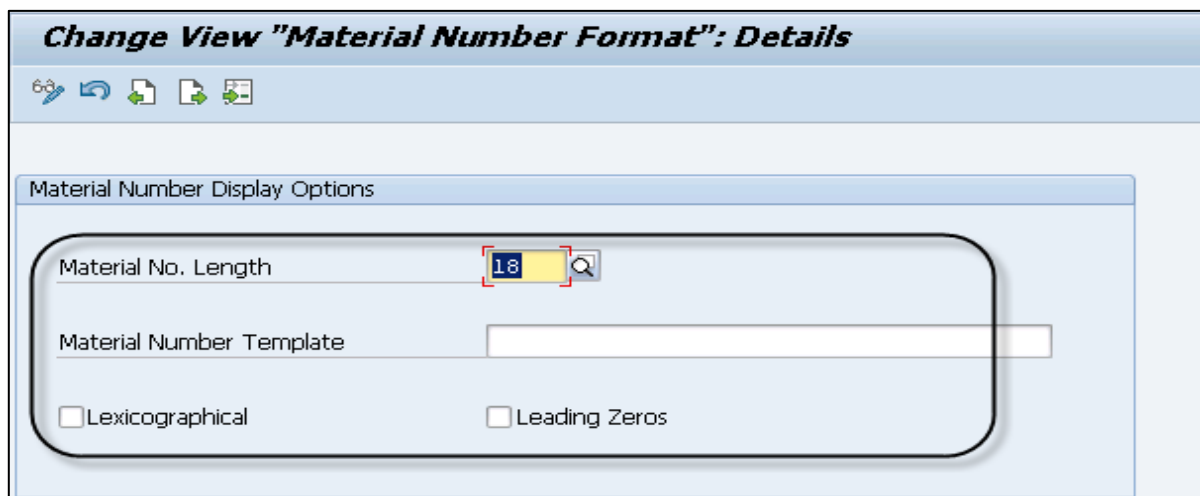 Change View "Material Number Format": Details
Material Number Display Options
Material No. Length 18
Material Number Template
Lexicographical Leading Zeros